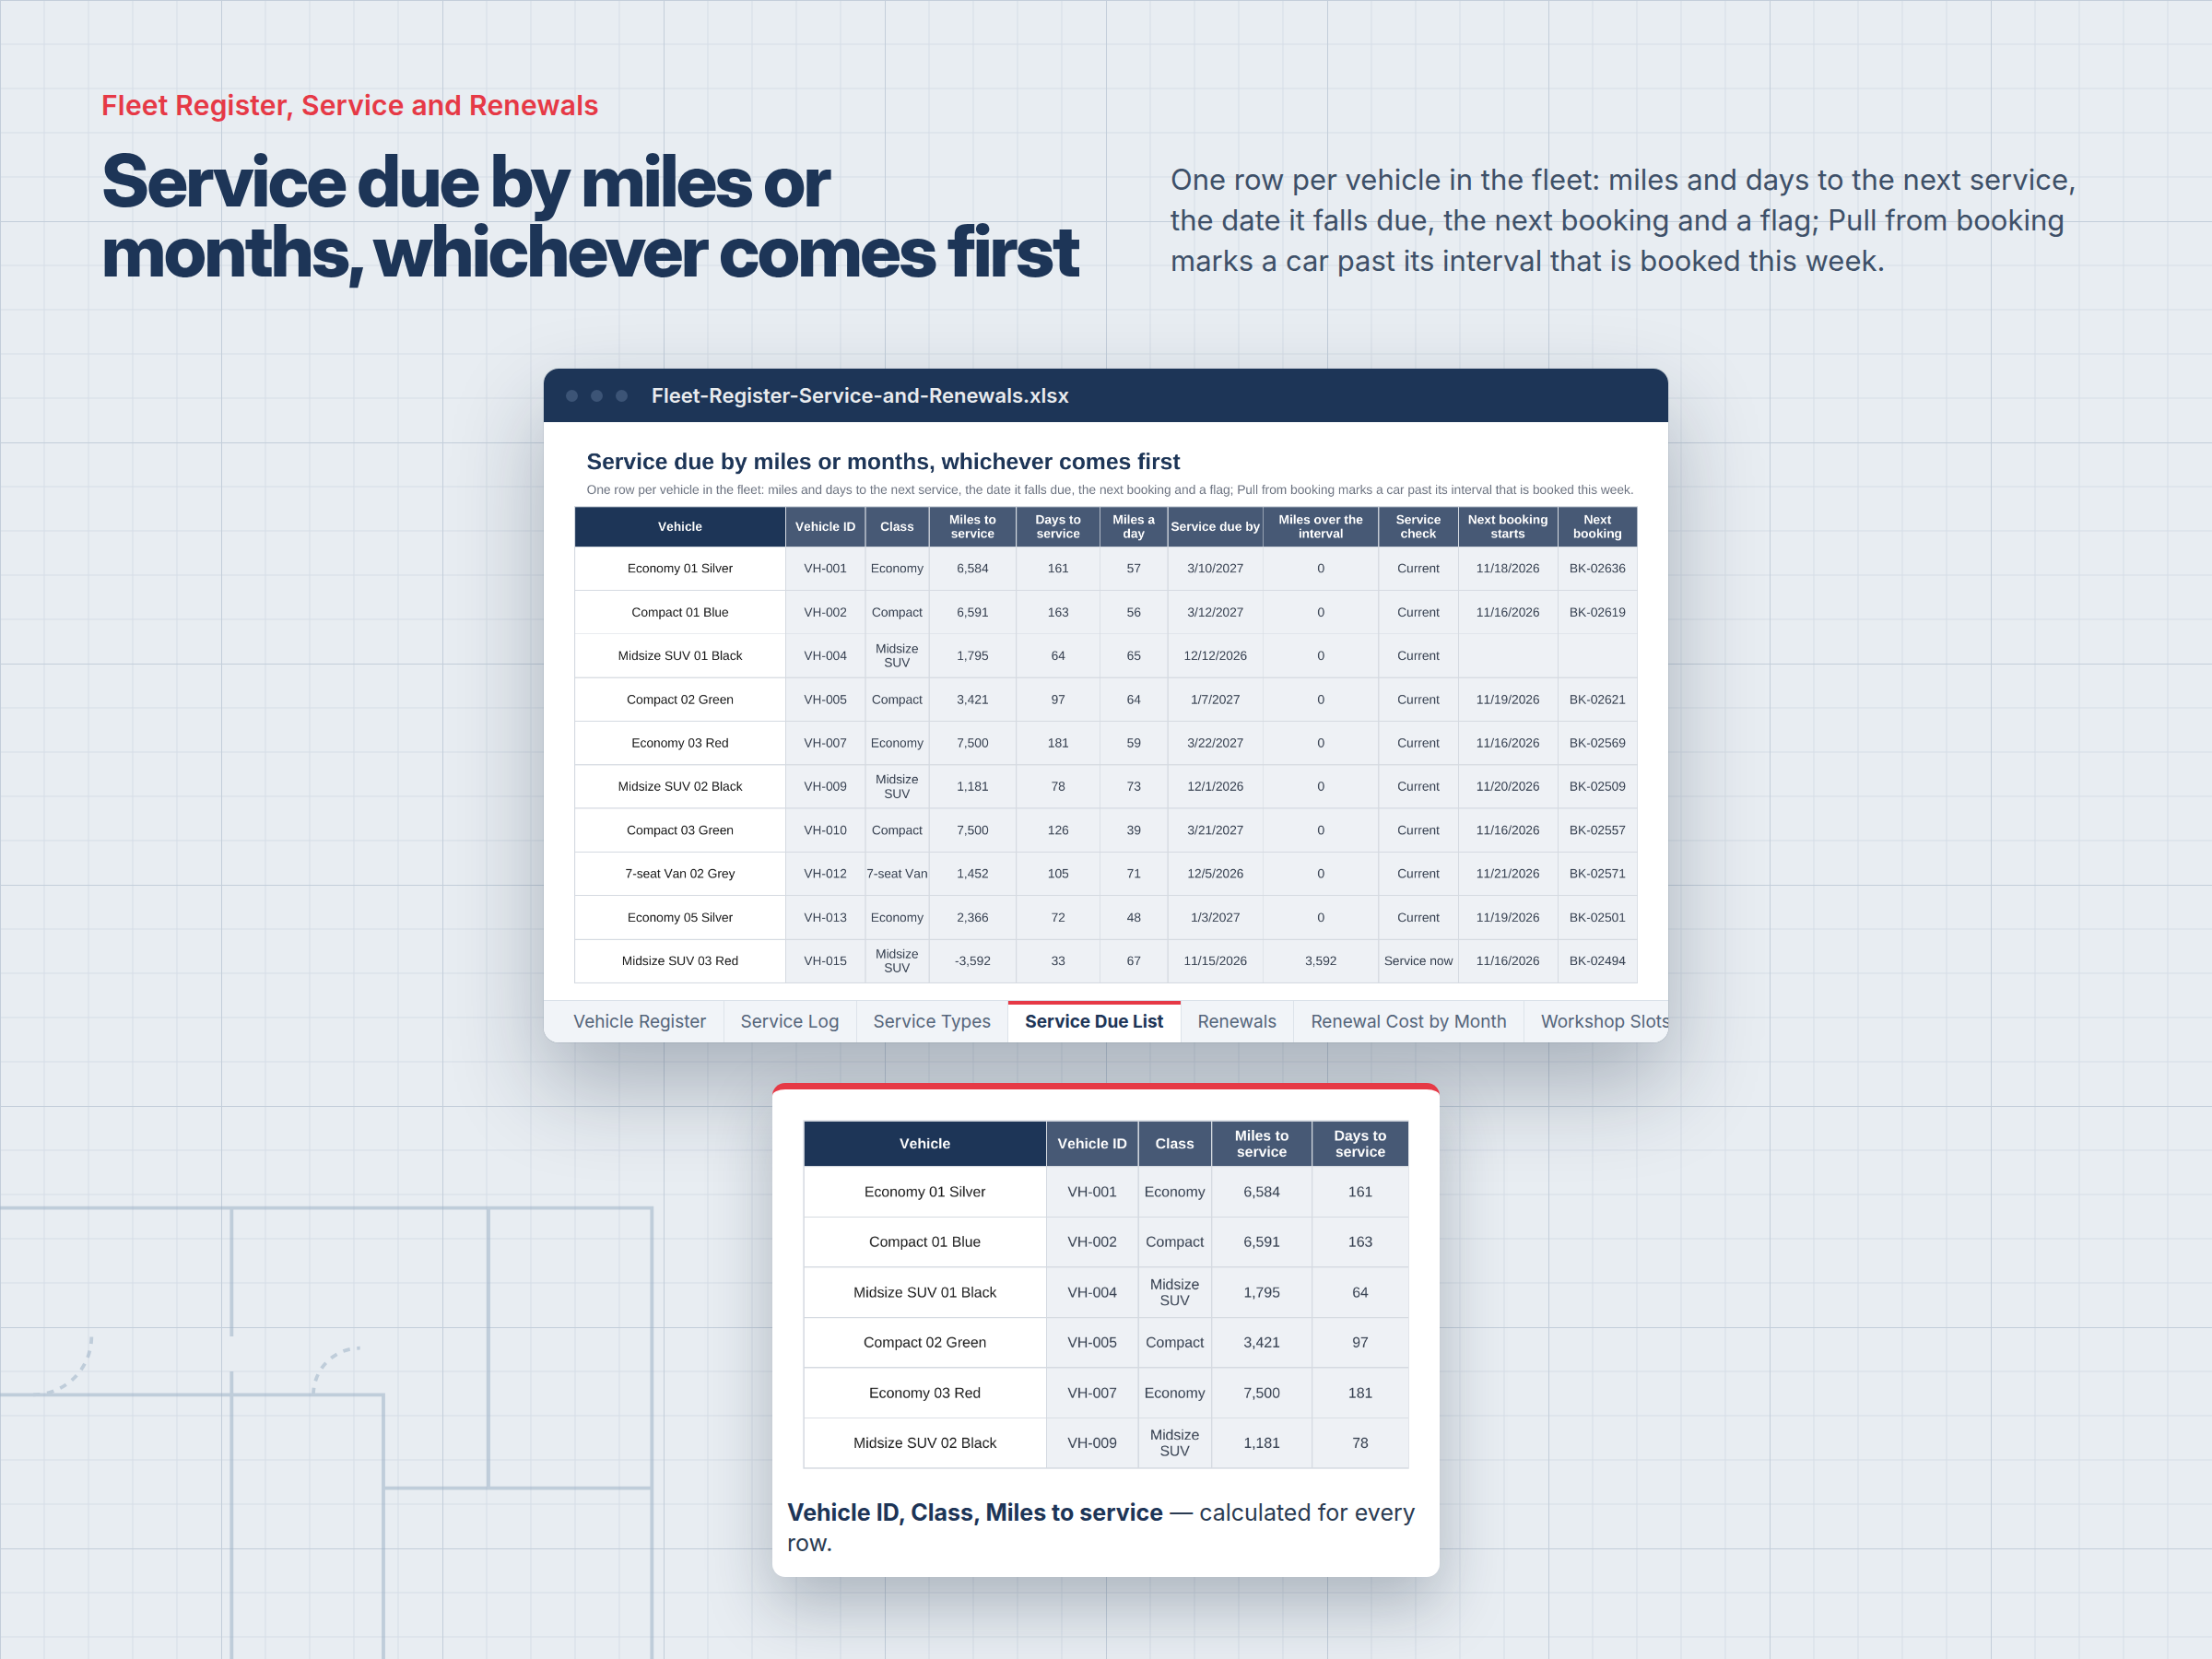 Fleet Register, Service and Renewals
Service due by miles or
months, whichever comes first
One row per vehicle in the fleet: miles and days to the next service,
the date it falls due, the next booking and a flag; Pull from booking
marks a car past its interval that is booked this week.
Fleet-Register-Service-and-Renewals.xlsx
Service due by miles or months, whichever comes first
One row per vehicle in the fleet: miles and days to the next service, the date it falls due, the next booking and a flag; Pull from booking marks a car past its interval that is booked this week.
Vehicle Vehicle ID Class Miles to service Days to service Miles a day Service due by Miles over the interval Service check Next booking starts Next booking
Economy 01 Silver VH-001 Economy 6,584 161 57 3/10/2027 0 Current 11/18/2026 BK-02636
Compact 01 Blue VH-002 Compact 6,591 163 56 3/12/2027 0 Current 11/16/2026 BK-02619
Midsize SUV 01 Black VH-004 Midsize SUV 1,795 64 65 12/12/2026 0 Current
Compact 02 Green VH-005 Compact 3,421 97 64 1/7/2027 0 Current 11/19/2026 BK-02621
Economy 03 Red VH-007 Economy 7,500 181 59 3/22/2027 0 Current 11/16/2026 BK-02569
Midsize SUV 02 Black VH-009 Midsize SUV 1,181 78 73 12/1/2026 0 Current 11/20/2026 BK-02509
Compact 03 Green VH-010 Compact 7,500 126 39 3/21/2027 0 Current 11/16/2026 BK-02557
7-seat Van 02 Grey VH-012 7-seat Van 1,452 105 71 12/5/2026 0 Current 11/21/2026 BK-02571
Economy 05 Silver VH-013 Economy 2,366 72 48 1/3/2027 0 Current 11/19/2026 BK-02501
Midsize SUV 03 Red VH-015 Midsize SUV -3,592 33 67 11/15/2026 3,592 Service now 11/16/2026 BK-02494
Vehicle Register Service Log Service Types Service Due List Renewals Renewal Cost by Month Workshop Slots
Vehicle Vehicle ID Class Miles to service Days to service
Economy 01 Silver VH-001 Economy 6,584 161
Compact 01 Blue VH-002 Compact 6,591 163
Midsize SUV 01 Black VH-004 Midsize SUV 1,795 64
Compact 02 Green VH-005 Compact 3,421 97
Economy 03 Red VH-007 Economy 7,500 181
Midsize SUV 02 Black VH-009 Midsize SUV 1,181 78
Vehicle ID, Class, Miles to service — calculated for every
row.